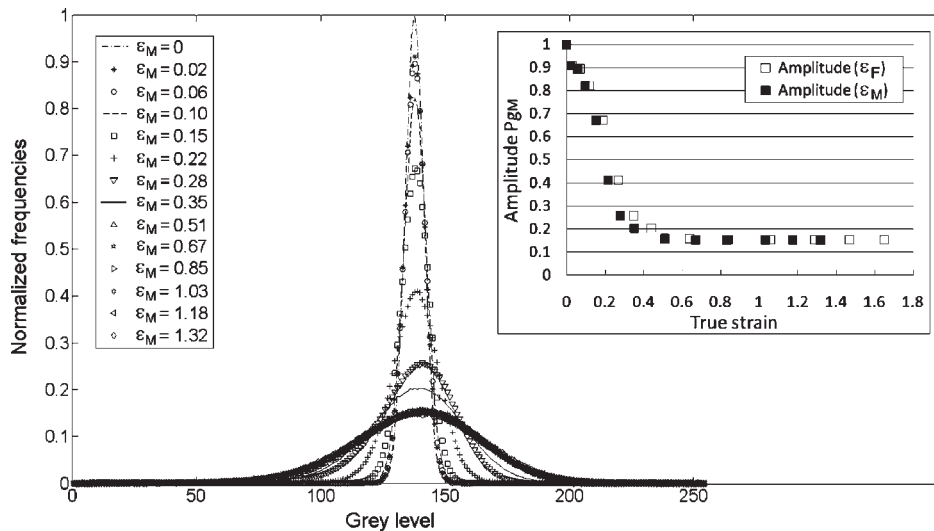 Normalized frequencies
1
0.9
0.8
0.7
0.6
0.5
0.4
0.3
0.2
0.1
0
0
50
100
150
200
250
Grey level
εM = 0
εM = 0.02
εM = 0.06
εM = 0.10
εM = 0.15
εM = 0.22
εM = 0.28
εM = 0.35
εM = 0.51
εM = 0.67
εM = 0.85
εM = 1.03
εM = 1.18
εM = 1.32
Amplitude PgM
1
0.9
0.8
0.7
0.6
0.5
0.4
0.3
0.2
0.1
0
Amplitude (εF)
Amplitude (εM)
0
0.2
0.4
0.6
0.8
1
1.2
1.4
1.6
1.8
True strain